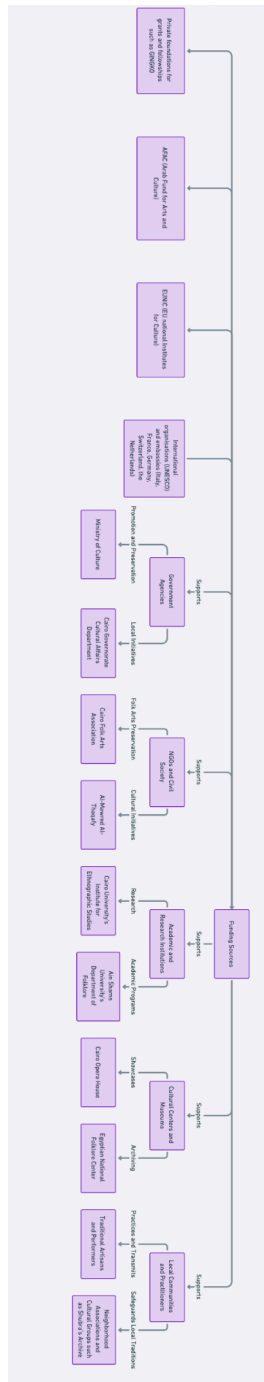 Funding Sources
Supports
Supports
Supports
Supports
Supports
Private foundations for
grants and fellowships
such as GINGKO
AFAC (Arab Fund for Arts and
Culture)
EUNIC (EU national Institutes
for Culture)
International
organisations (UNESCO)
and embassies (Italy,
France, Germany,
Switzerland, the
Netherlands)
Government
Agencies
NGOs and Civil
Society
Academic and
Research Institutions
Cultural Centers and
Museums
Local Communities
and Practitioners
Promotion and Preservation
Local Initiatives
Folk Arts Preservation
Cultural Initiatives
Research
Academic Programs
Showcases
Archiving
Practices and Transmits
Safeguards Local Traditions
Ministry of Culture
Cairo Governorate
Cultural Affairs
Department
Cairo Folk Arts
Association
Al-Mawred Al-
Thaqafy
Cairo University's
Institute for
Ethnographic Studies
Ain Shams
University's
Department of
Folklore
Cairo Opera House
Egyptian National
Folklore Center
Traditional Artisans
and Performers
Neighborhood
Associations and
Cultural Groups such
as Shubra's Archive